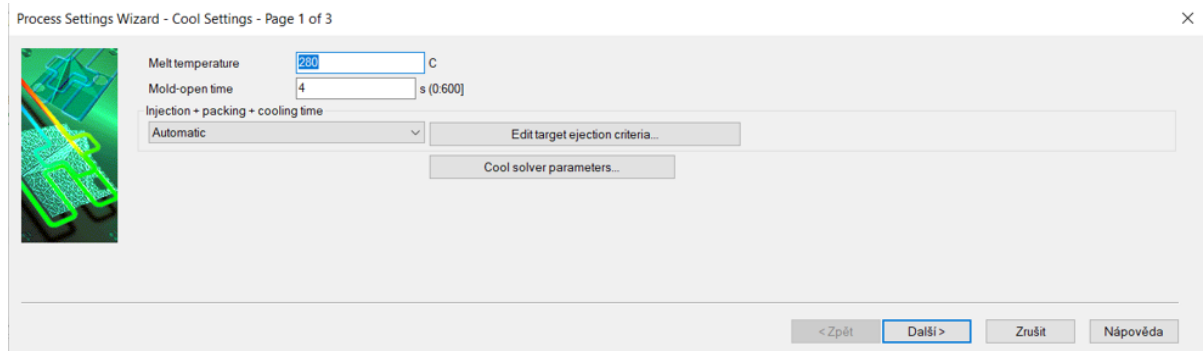 Process Settings Wizard - Cool Settings - Page 1 of 3
Melt temperature 280 C
Mold-open time 4 s (0:600]
Injection + packing + cooling time
Automatic Edit target ejection criteria...
Cool solver parameters...
< Zpět Další > Zrušit Nápověda